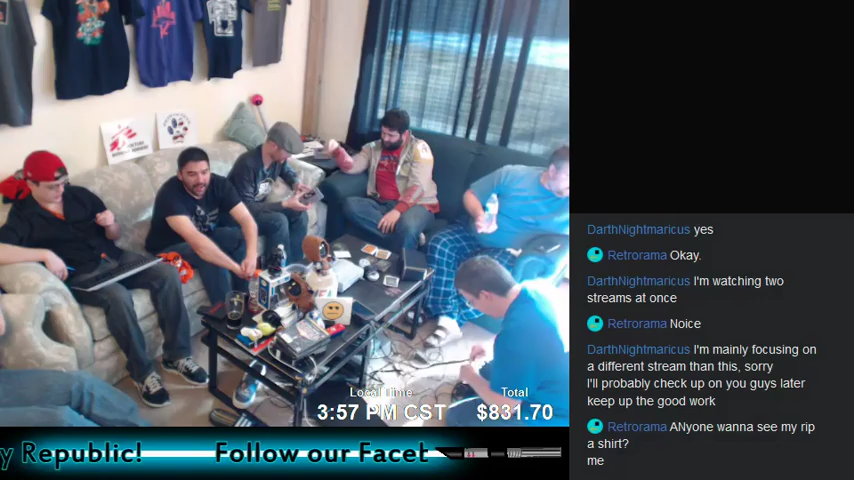 DarthNightmaricus yes
Retrorama Okay.
DarthNightmaricus I'm watching two
streams at once
Retrorama Noice
DarthNightmaricus I'm mainly focusing on
a different stream than this, sorry
I'll probably check up on you guys later
keep up the good work
Retrorama ANyone wanna see my rip
a shirt?
me
Local Time
Total
3:57 PM CST
$831.70
y Republic!
Follow our Facet